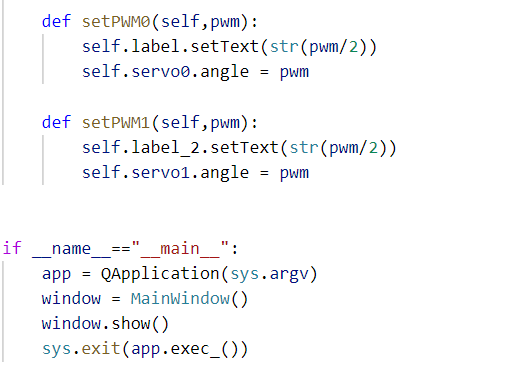 def setPWM0(self,pwm):
self.label.setText(str(pwm/2))
self.servo0.angle = pwm
def setPWM1(self,pwm):
self.label_2.setText(str(pwm/2))
self.servo1.angle = pwm
if __name__=="__main__":
app = QApplication(sys.argv)
window = MainWindow()
window.show()
sys.exit(app.exec_())